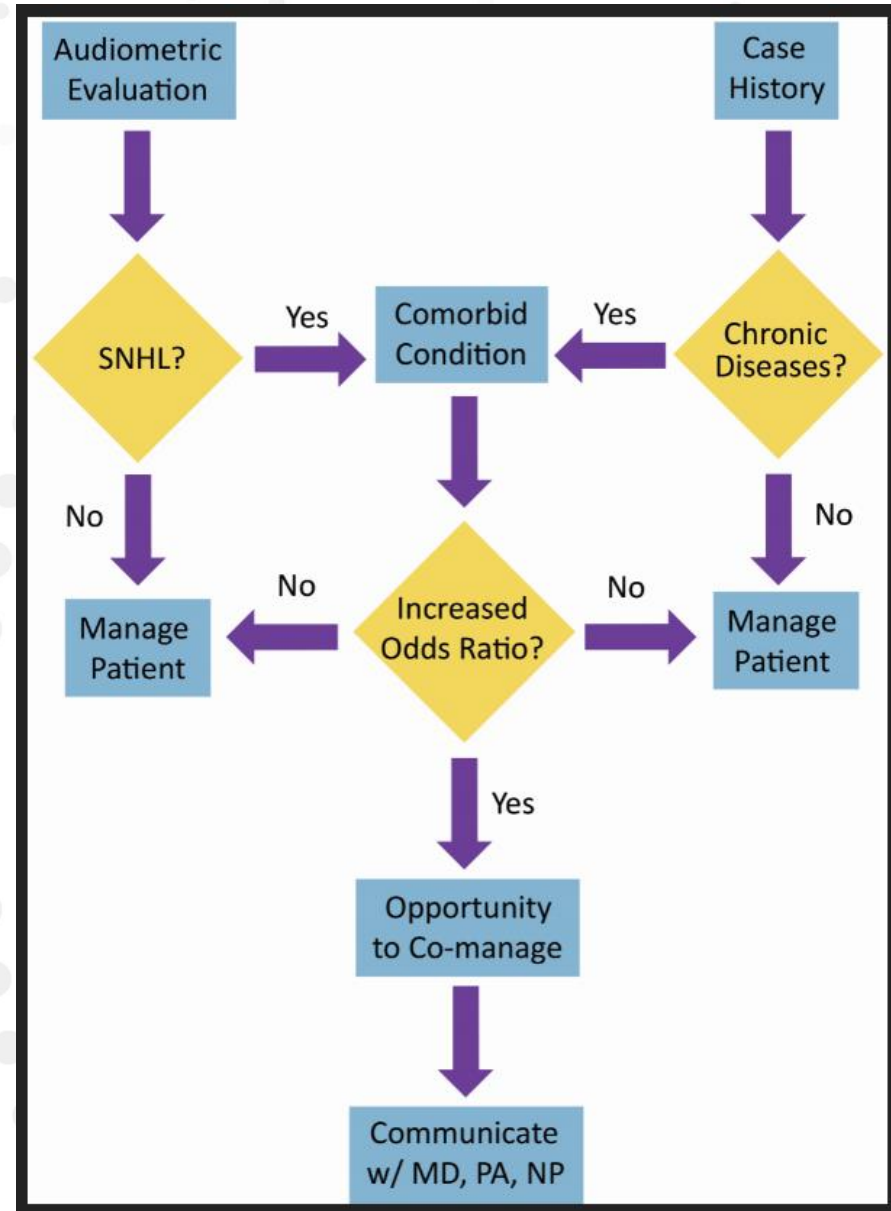 Audiometric
Evaluation
Case
History
SNHL?
Yes
Comorbid
Condition
Yes
Chronic
Diseases?
No
No
Manage
Patient
No
Increased
Odds Ratio?
No
Manage
Patient
Yes
Opportunity
to Co-manage
Communicate
w/ MD, PA, NP